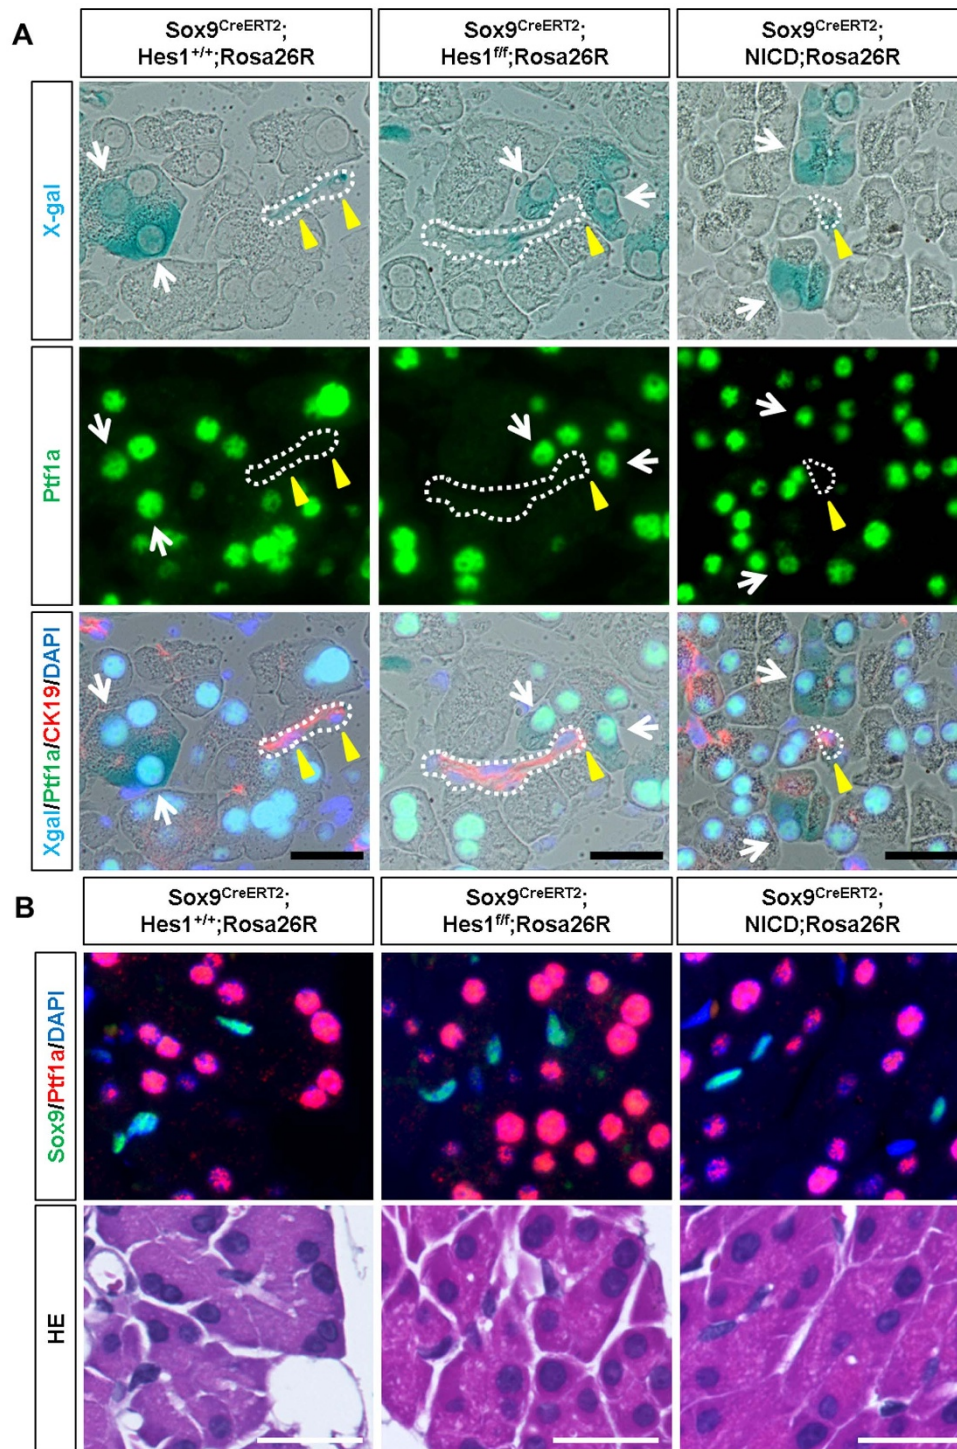 A
Sox9CreERT2;
Hes1+/+;Rosa26R
Sox9CreERT2;
Hes1f/f;Rosa26R
Sox9CreERT2;
NICD;Rosa26R
X-gal
Ptf1a
Xgal/Ptf1a/CK19/DAPI
B
Sox9CreERT2;
Hes1+/+;Rosa26R
Sox9CreERT2;
Hes1f/f;Rosa26R
Sox9CreERT2;
NICD;Rosa26R
Sox9/Ptf1a/DAPI
HE